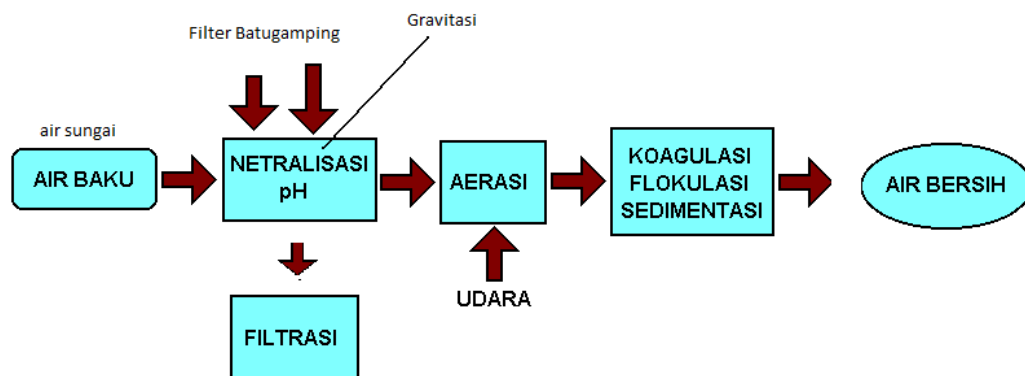 Gravitasi
Filter Batugamping
air sungai
AIR BAKU
NETRALISASI
pH
AERASI
KOAGULASI
FLOKULASI
SEDIMENTASI
AIR BERSIH
UDARA
FILTRASI